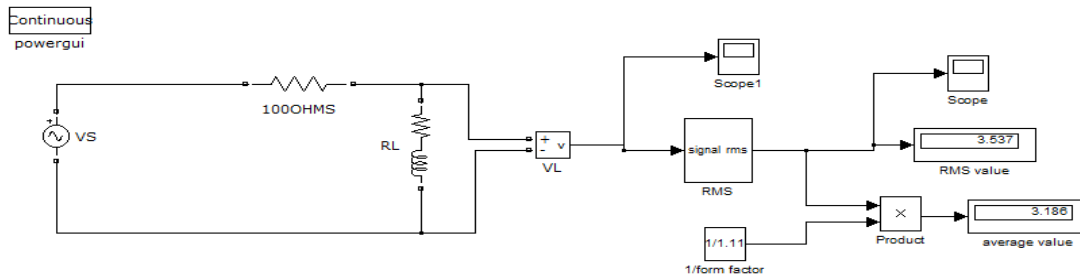 Continuous
powergui
VS
+
100OHMS
RL
+
-
v
VL
Scope1
signal rms
RMS
Scope
3.537
RMS value
1/1.11
1/form factor
×
Product
3.186
average value